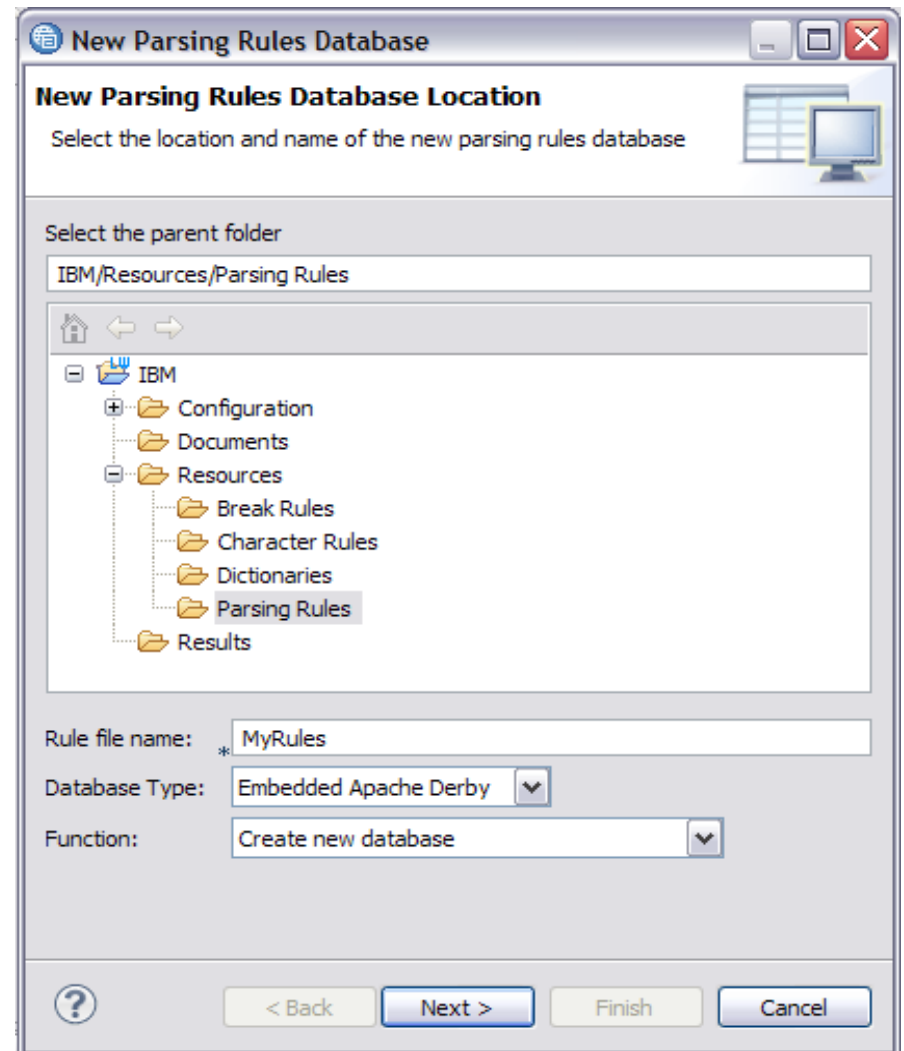 New Parsing Rules Database
New Parsing Rules Database Location
Select the location and name of the new parsing rules database
Select the parent folder
IBM/Resources/Parsing Rules
IBM
Configuration
Documents
Resources
Break Rules
Character Rules
Dictionaries
Parsing Rules
Results
Rule file name: * MyRules
Database Type: Embedded Apache Derby
Function: Create new database
? < Back Next > Finish Cancel